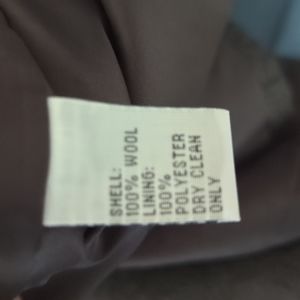 SHELL:
100% WOOL
LINING:
100%
POLYESTER
DRY CLEAN
ONLY